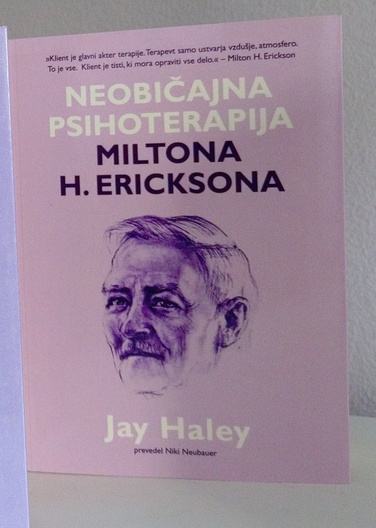 »Klient je glavni akter terapije. Terapevt samo ustvarja vzdušje, atmosfero.
To je vse. Klient je tisti, ki mora opraviti vse delo.« – Milton H. Erickson
NEOBIČAJNA
PSIHOTERAPIJA
MILTONA
H. ERICKSONA
Jay Haley
prevedel Niki Neubauer